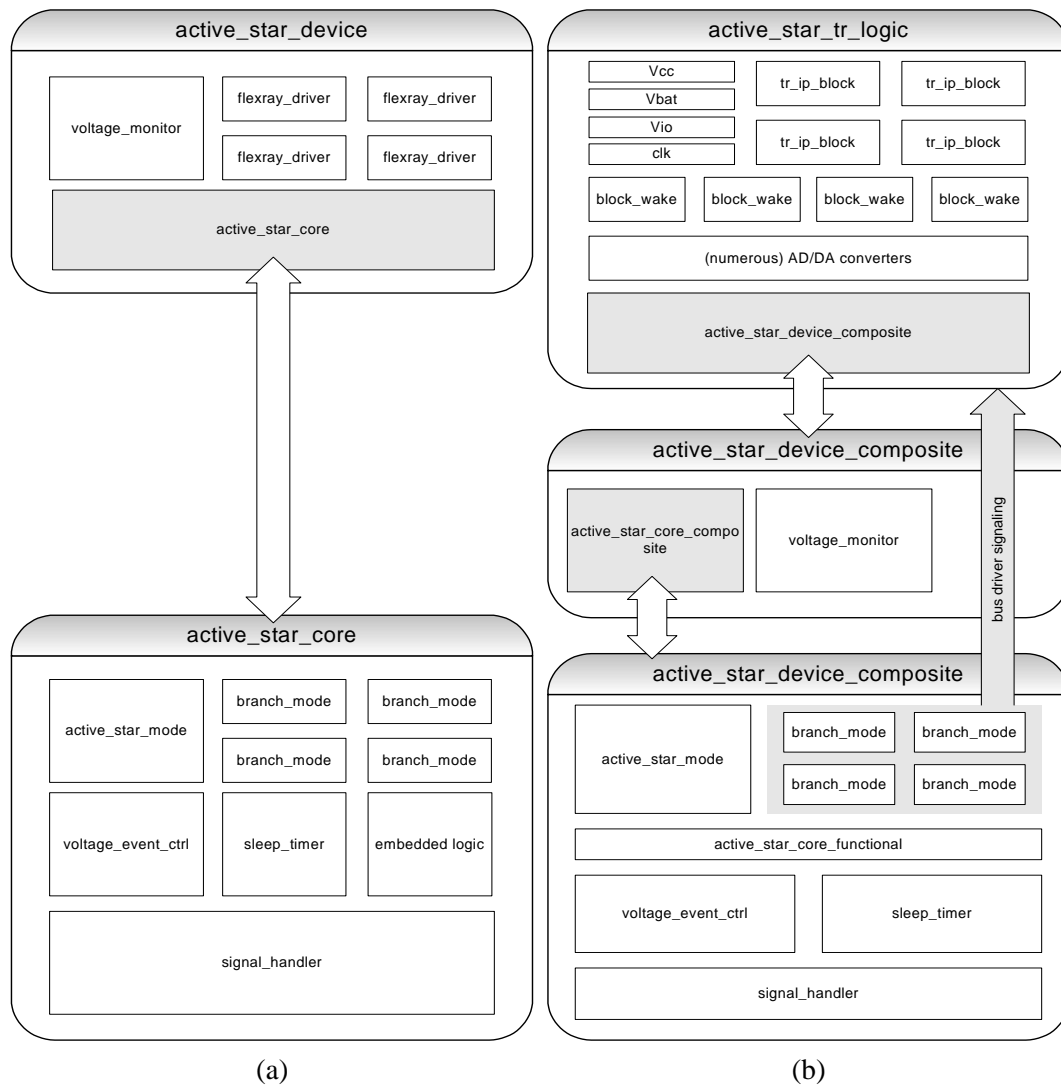 active_star_device
voltage_monitor
flexray_driver
flexray_driver
flexray_driver
flexray_driver
active_star_core
active_star_core
active_star_mode
branch_mode
branch_mode
branch_mode
branch_mode
voltage_event_ctrl
sleep_timer
embedded logic
signal_handler
(a)
active_star_tr_logic
Vcc
Vbat
Vio
clk
tr_ip_block
tr_ip_block
tr_ip_block
tr_ip_block
block_wake
block_wake
block_wake
block_wake
(numerous) AD/DA converters
active_star_device_composite
active_star_device_composite
active_star_core_compo
site
voltage_monitor
bus driver signaling
active_star_device_composite
active_star_mode
branch_mode
branch_mode
branch_mode
branch_mode
active_star_core_functional
voltage_event_ctrl
sleep_timer
signal_handler
(b)